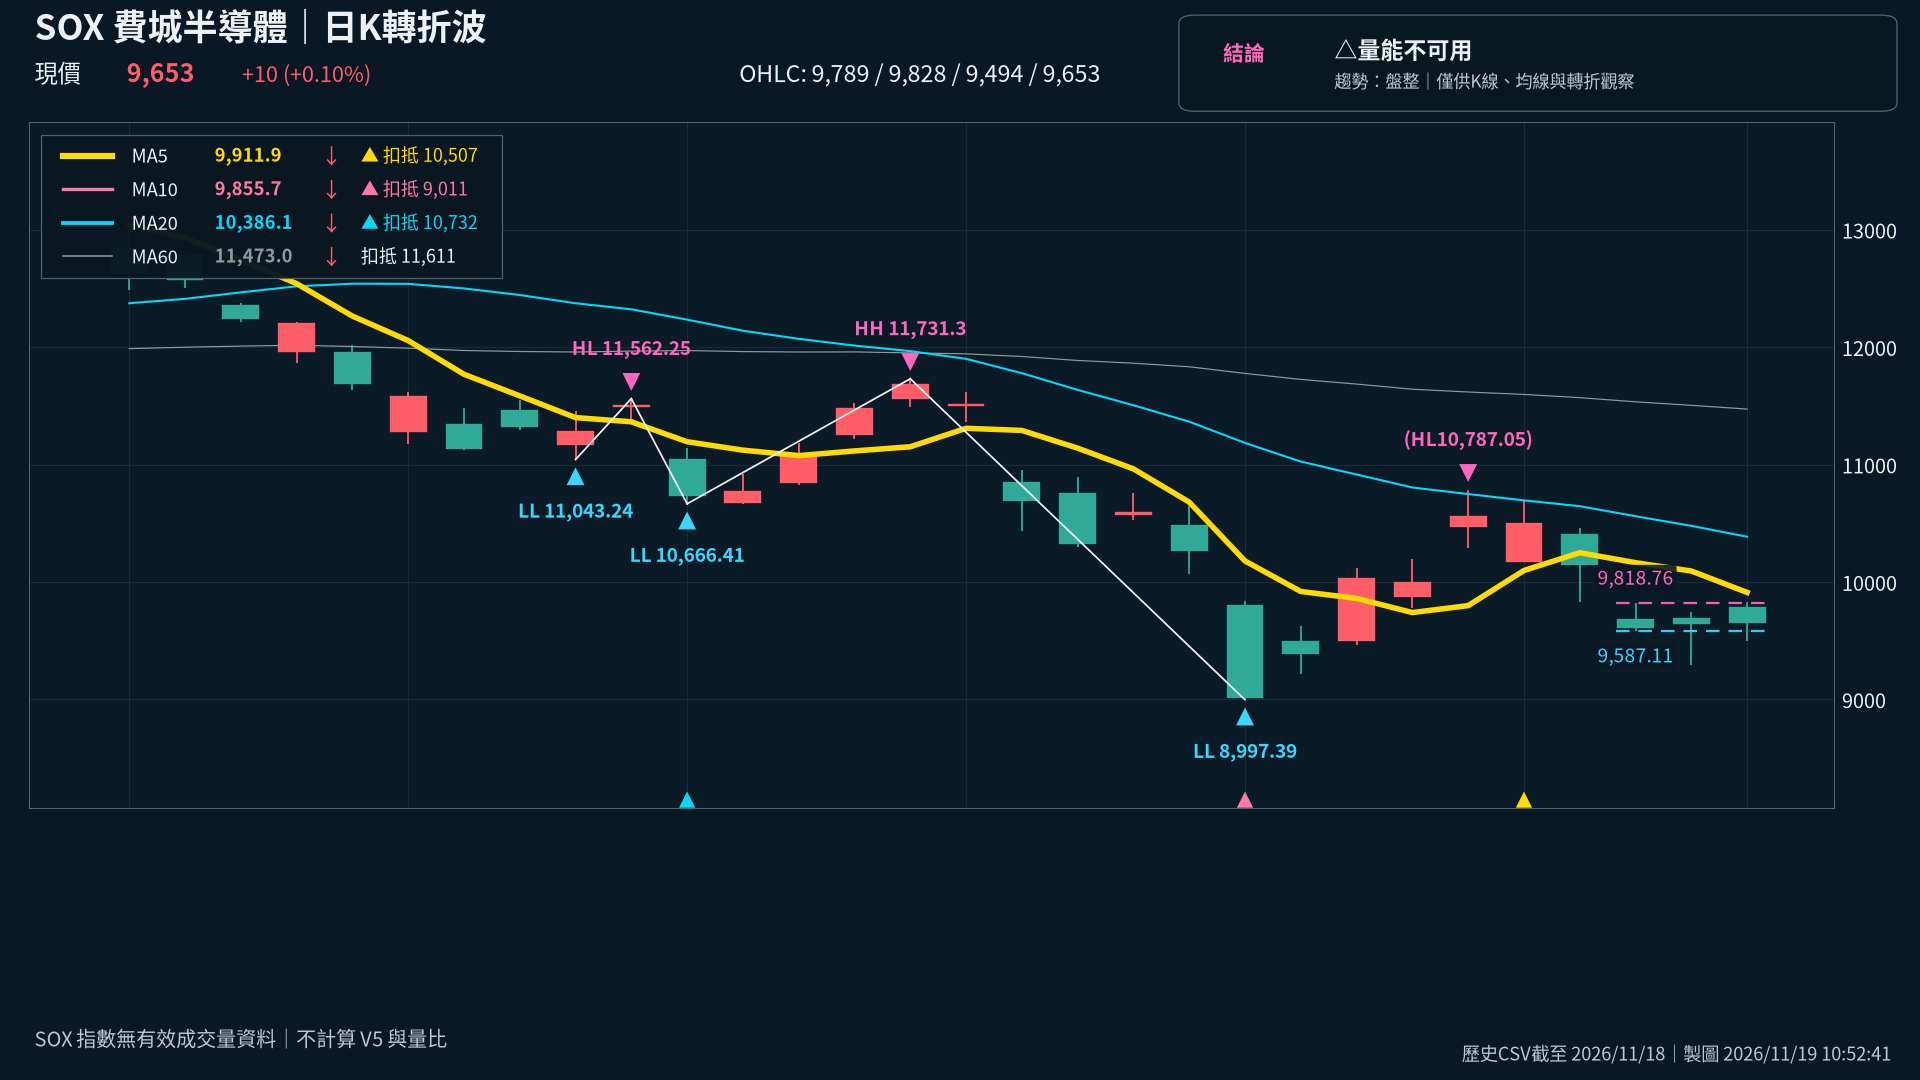 SOX 費城半導體｜日K轉折波
現價 9,653 +10 (+0.10%)
OHLC: 9,789 / 9,828 / 9,494 / 9,653
結論
△量能不可用
趨勢：盤整｜僅供K線、均線與轉折觀察
MA5 9,911.9 ↓ ▲扣抵 10,507
MA10 9,855.7 ↓ ▲扣抵 9,011
MA20 10,386.1 ↓ ▲扣抵 10,732
MA60 11,473.0 ↓ 扣抵 11,611
13000
12000
11000
10000
9000
HH 11,731.3
HL 11,562.25
(HL10,787.05)
LL 11,043.24
LL 10,666.41
9,818.76
9,587.11
LL 8,997.39
SOX 指數無有效成交量資料｜不計算 V5 與量比
歷史CSV截至 2026/11/18｜製圖 2026/11/19 10:52:41